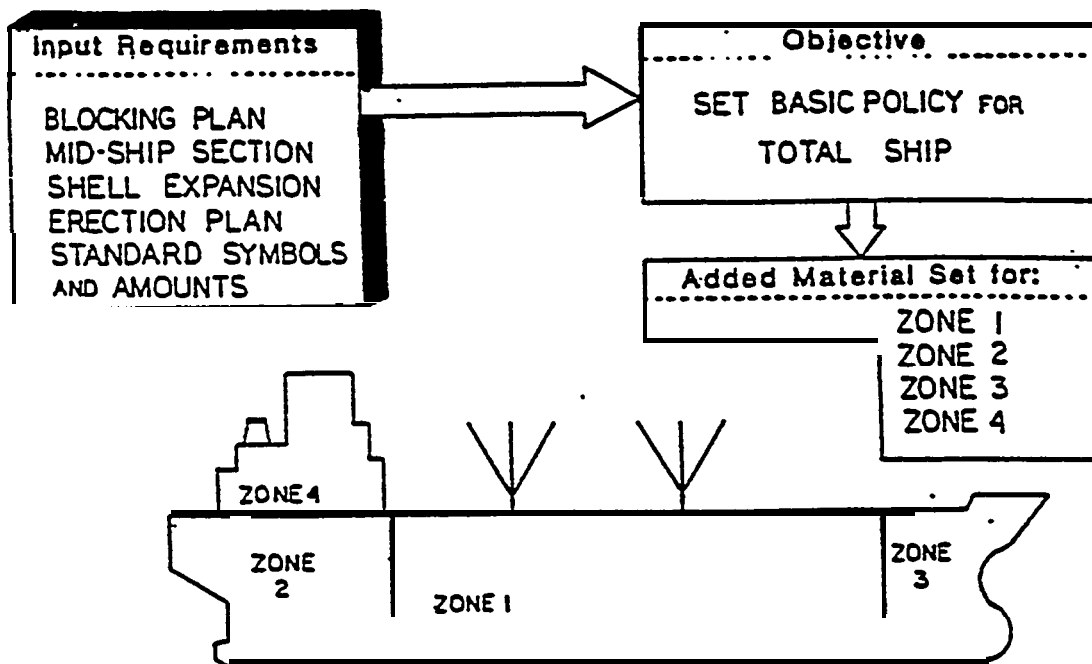 Input Requirements
BLOCKING PLAN
MID-SHIP SECTION
SHELL EXPANSION
ERECTION PLAN
STANDARD SYMBOLS
AND AMOUNTS
Objective
SET BASIC POLICY FOR
TOTAL SHIP
Added Material Set for:
ZONE 1
ZONE 2
ZONE 3
ZONE 4
ZONE 4
ZONE
2
ZONE 1
ZONE
3